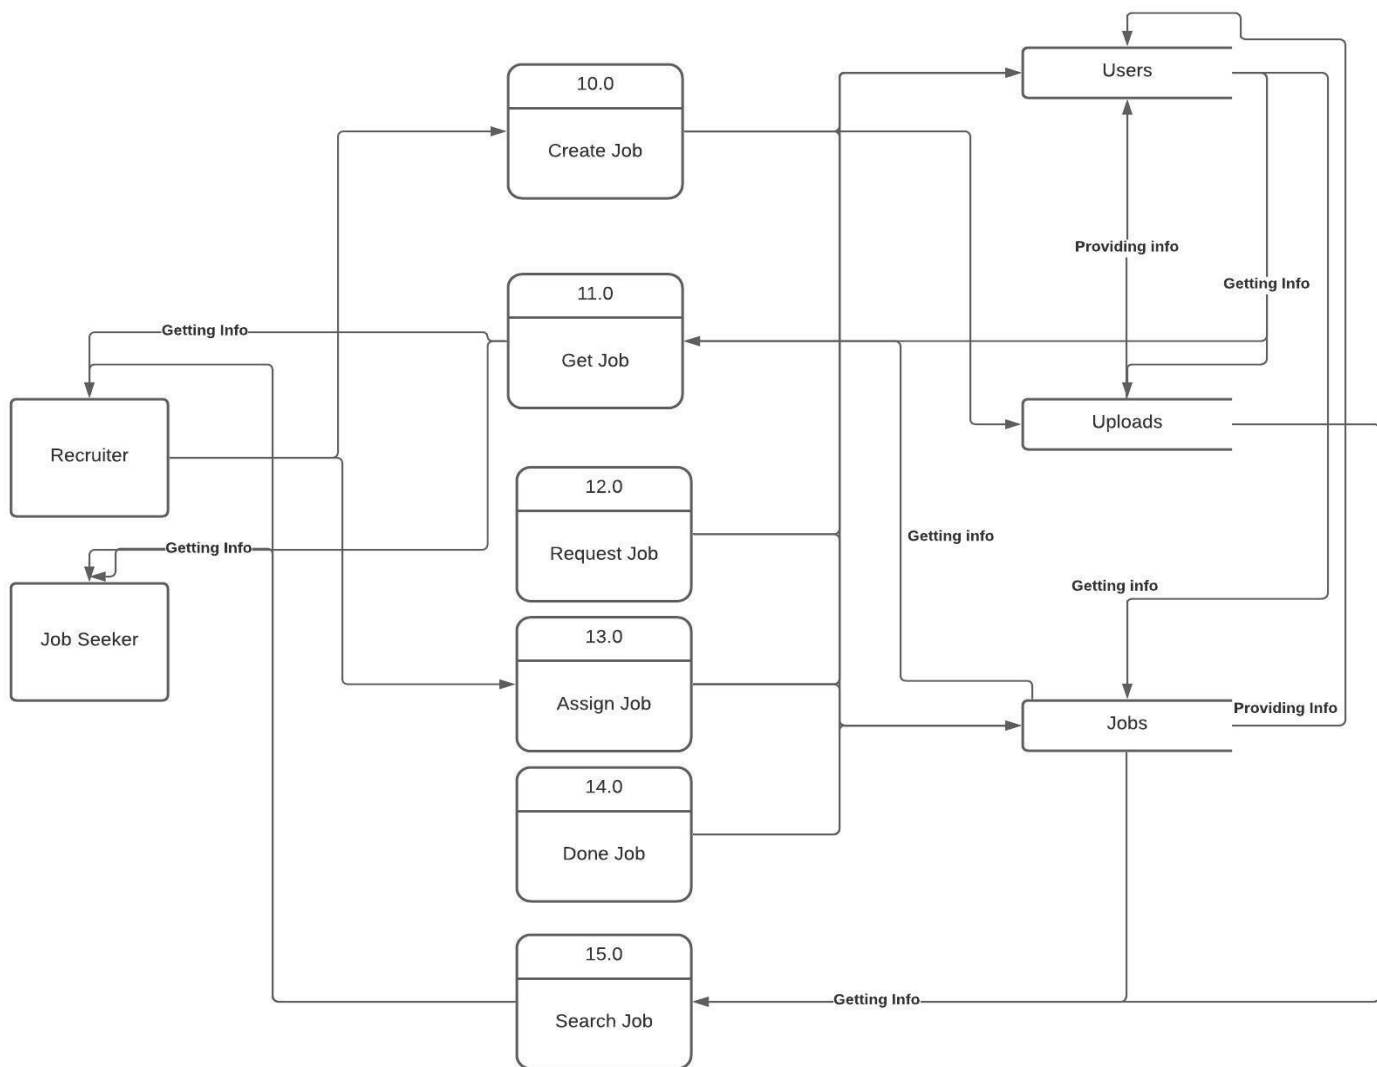 10.0
Users
Create Job
Providing info
Getting Info
11.0
Getting Info
Get Job
Uploads
Recruiter
12.0
Getting info
Request Job
Getting Info
Getting info
13.0
Job Seeker
Assign Job
Providing Info
Jobs
14.0
Done Job
15.0
Getting Info
Search Job